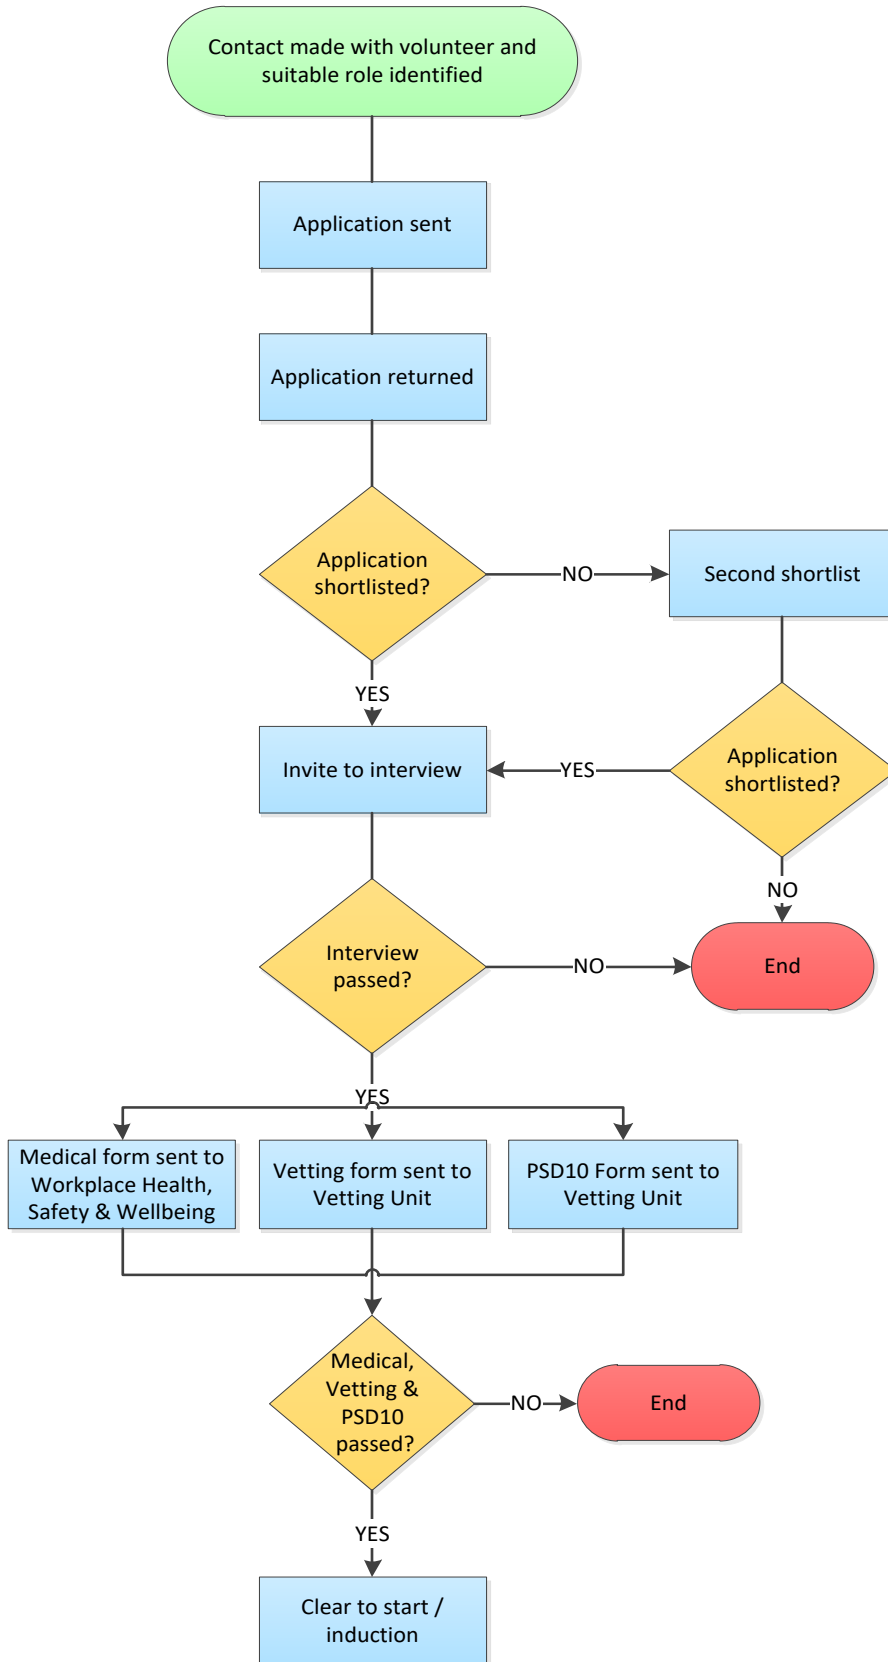 Contact made with volunteer and
suitable role identified
Application sent
Application returned
Application
shortlisted?
NO
Second shortlist
YES
Invite to interview
YES
Application
shortlisted?
NO
Interview
passed?
NO
End
YES
Medical form sent to
Workplace Health,
Safety & Wellbeing
Vetting form sent to
Vetting Unit
PSD10 Form sent to
Vetting Unit
Medical,
Vetting &
PSD10
passed?
NO
End
YES
Clear to start /
induction